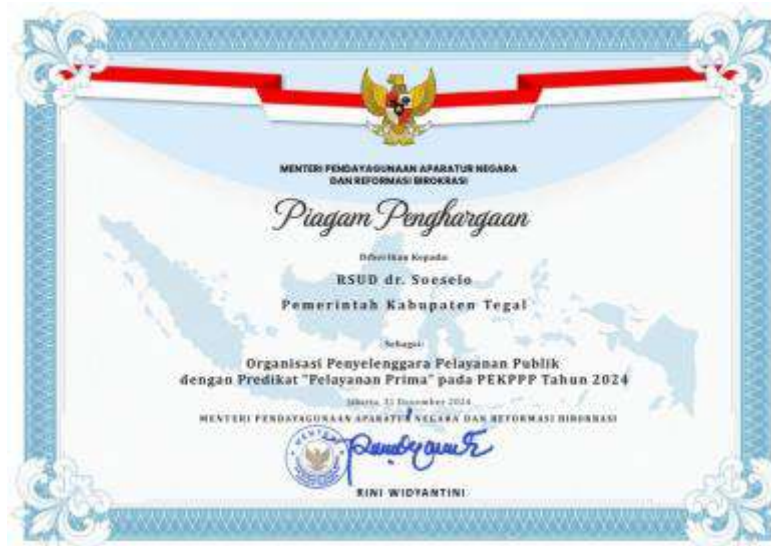 MENTERI PENDAYAGUNAAN APARATUR NEGARA
DAN REFORMASI BIROKRASI
Piagam Penghargaan
Diberikan Kepada:
RSUD dr. Soeselo
Pemerintah Kabupaten Tegal
Sebagai:
Organisasi Penyelenggara Pelayanan Publik
dengan Predikat "Pelayanan Prima" pada PEKPPP Tahun 2024
Jakarta, 31 Desember 2024
MENTERI PENDAYAGUNAAN APARATUR NEGARA DAN REFORMASI BIROKRASI
MENTERI
RINI WIDYANTINI